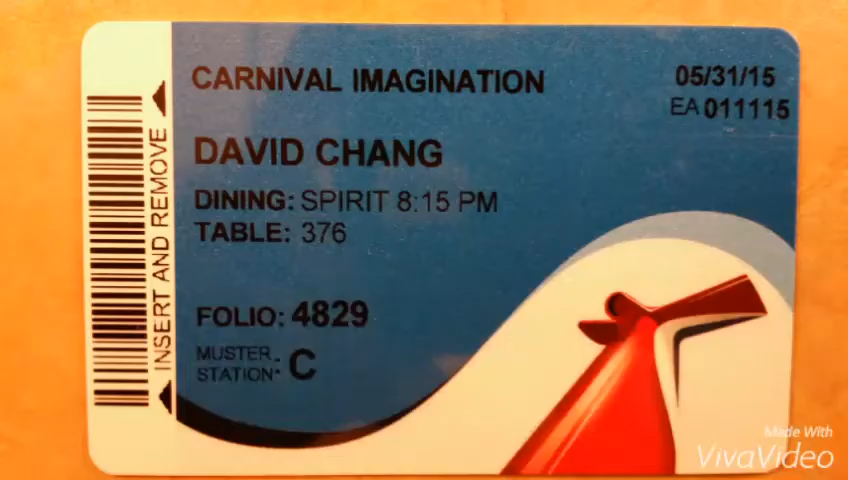 CARNIVAL IMAGINATION
05/31/15
EA 011115
DAVID CHANG
DINING: SPIRIT 8:15 PM
TABLE: 376
FOLIO: 4829
MUSTER
STATION: C
INSERT AND REMOVE
Made With
VivaVideo